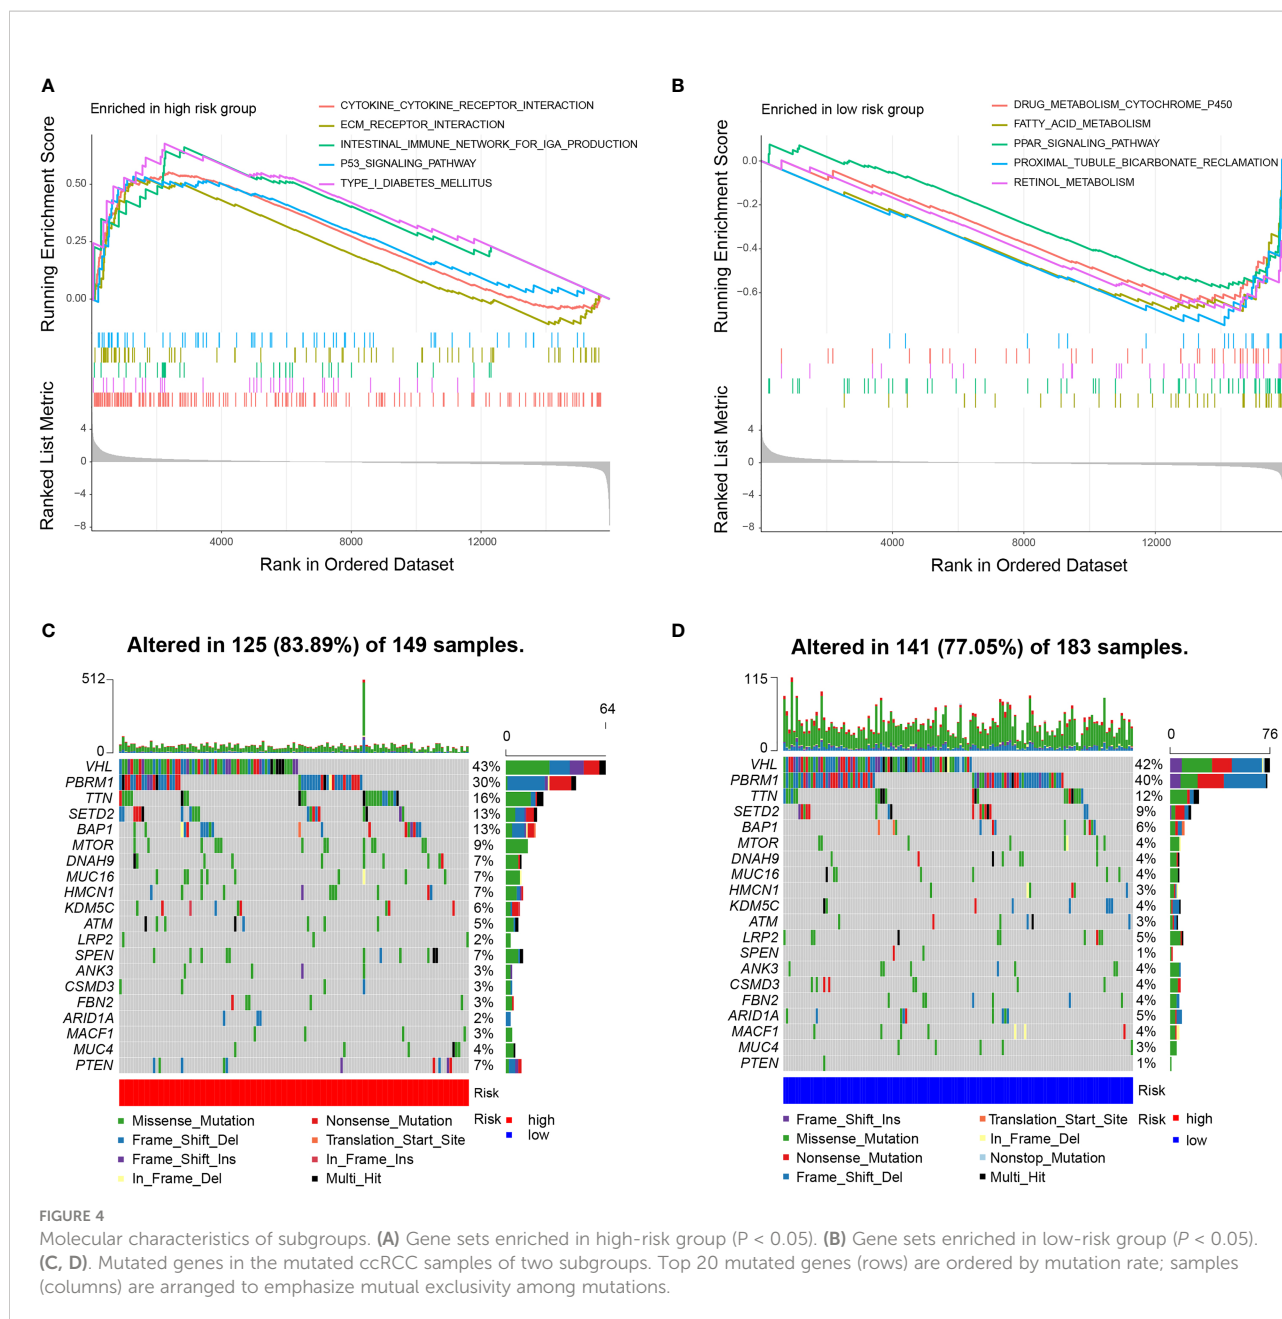 A
Enriched in high risk group
CYTOKINE_CYTOKINE_RECEPTOR_INTERACTION
ECM_RECEPTOR_INTERACTION
INTESTINAL_IMMUNE_NETWORK_FOR_IGA_PRODUCTION
P53_SIGNALING_PATHWAY
TYPE_I_DIABETES_MELLITUS
Running Enrichment Score
0.50
0.25
0.00
Ranked List Metric
4
0
−4
−8
4000
8000
12000
Rank in Ordered Dataset
B
Enriched in low risk group
DRUG_METABOLISM_CYTOCHROME_P450
FATTY_ACID_METABOLISM
PPAR_SIGNALING_PATHWAY
PROXIMAL_TUBULE_BICARBONATE_RECLAMATION
RETINOL_METABOLISM
Running Enrichment Score
0.0
−0.2
−0.4
−0.6
Ranked List Metric
4
0
−4
−8
4000
8000
12000
Rank in Ordered Dataset
C
Altered in 125 (83.89%) of 149 samples.
512
0
64
0
VHL 43%
PBRM1 30%
TTN 16%
SETD2 13%
BAP1 13%
MTOR 9%
DNAH9 7%
MUC16 7%
HMCN1 7%
KDM5C 6%
ATM 5%
LRP2 2%
SPEN 7%
ANK3 3%
CSMD3 3%
FBN2 3%
ARID1A 2%
MACF1 3%
MUC4 4%
PTEN 7%
Risk
Missense_Mutation
Frame_Shift_Del
Frame_Shift_Ins
In_Frame_Del
Nonsense_Mutation
Translation_Start_Site
In_Frame_Ins
Multi_Hit
Risk
high
low
D
Altered in 141 (77.05%) of 183 samples.
115
0
0 76
VHL 42%
PBRM1 40%
TTN 12%
SETD2 9%
BAP1 6%
MTOR 4%
DNAH9 4%
MUC16 4%
HMCN1 3%
KDM5C 4%
ATM 3%
LRP2 5%
SPEN 1%
ANK3 4%
CSMD3 4%
FBN2 4%
ARID1A 5%
MACF1 4%
MUC4 3%
PTEN 1%
Risk
Frame_Shift_Ins
Missense_Mutation
Nonsense_Mutation
Frame_Shift_Del
Translation_Start_Site
In_Frame_Del
Nonstop_Mutation
Multi_Hit
Risk
high
low
FIGURE 4
Molecular characteristics of subgroups. (A) Gene sets enriched in high-risk group (P < 0.05). (B) Gene sets enriched in low-risk group (P < 0.05).
(C, D). Mutated genes in the mutated ccRCC samples of two subgroups. Top 20 mutated genes (rows) are ordered by mutation rate; samples
(columns) are arranged to emphasize mutual exclusivity among mutations.